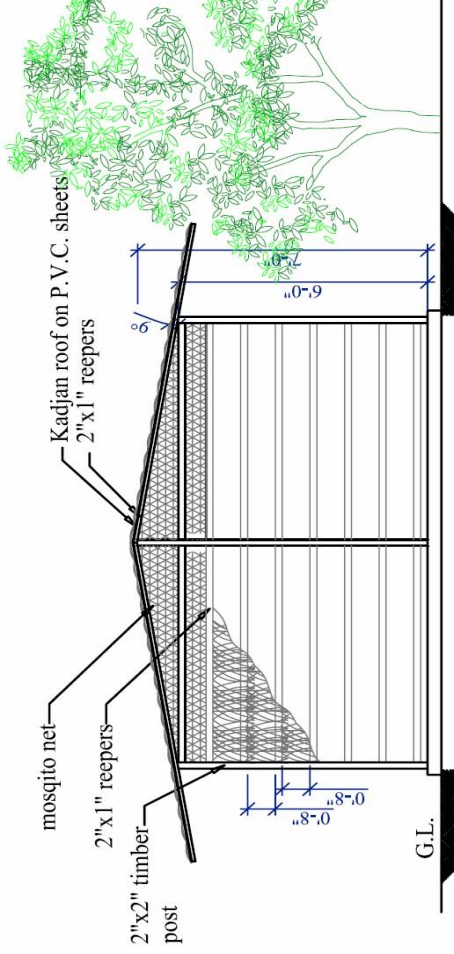 Kadjan roof on P.V.C. sheets
2"x1" reepers
mosqito net
2"x1" reepers
2"x2" timber
post
9°
7'-0"
6'-0"
0'-8"
0'-8"
G.L.